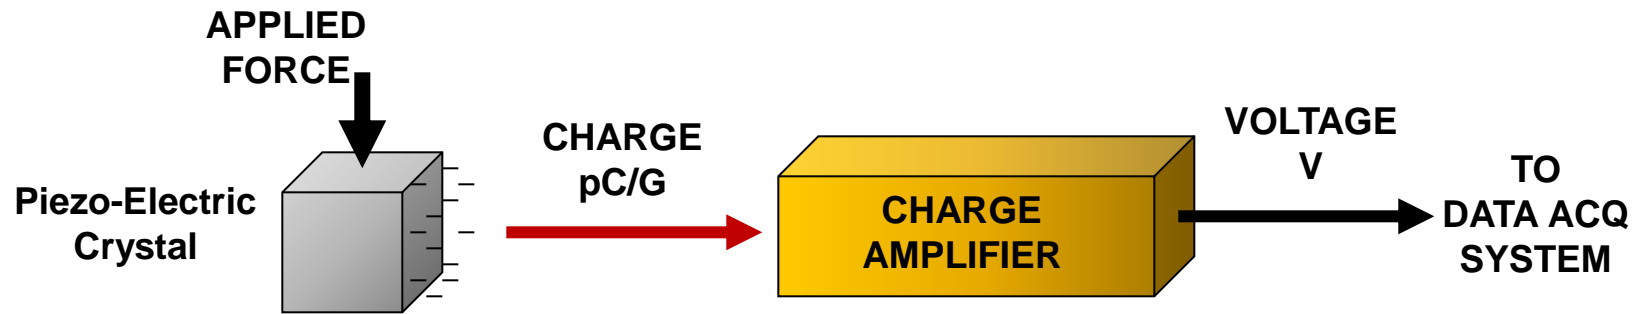 APPLIED
FORCE
Piezo-Electric
Crystal
CHARGE
pC/G
CHARGE
AMPLIFIER
VOLTAGE
V
TO
DATA ACQ
SYSTEM